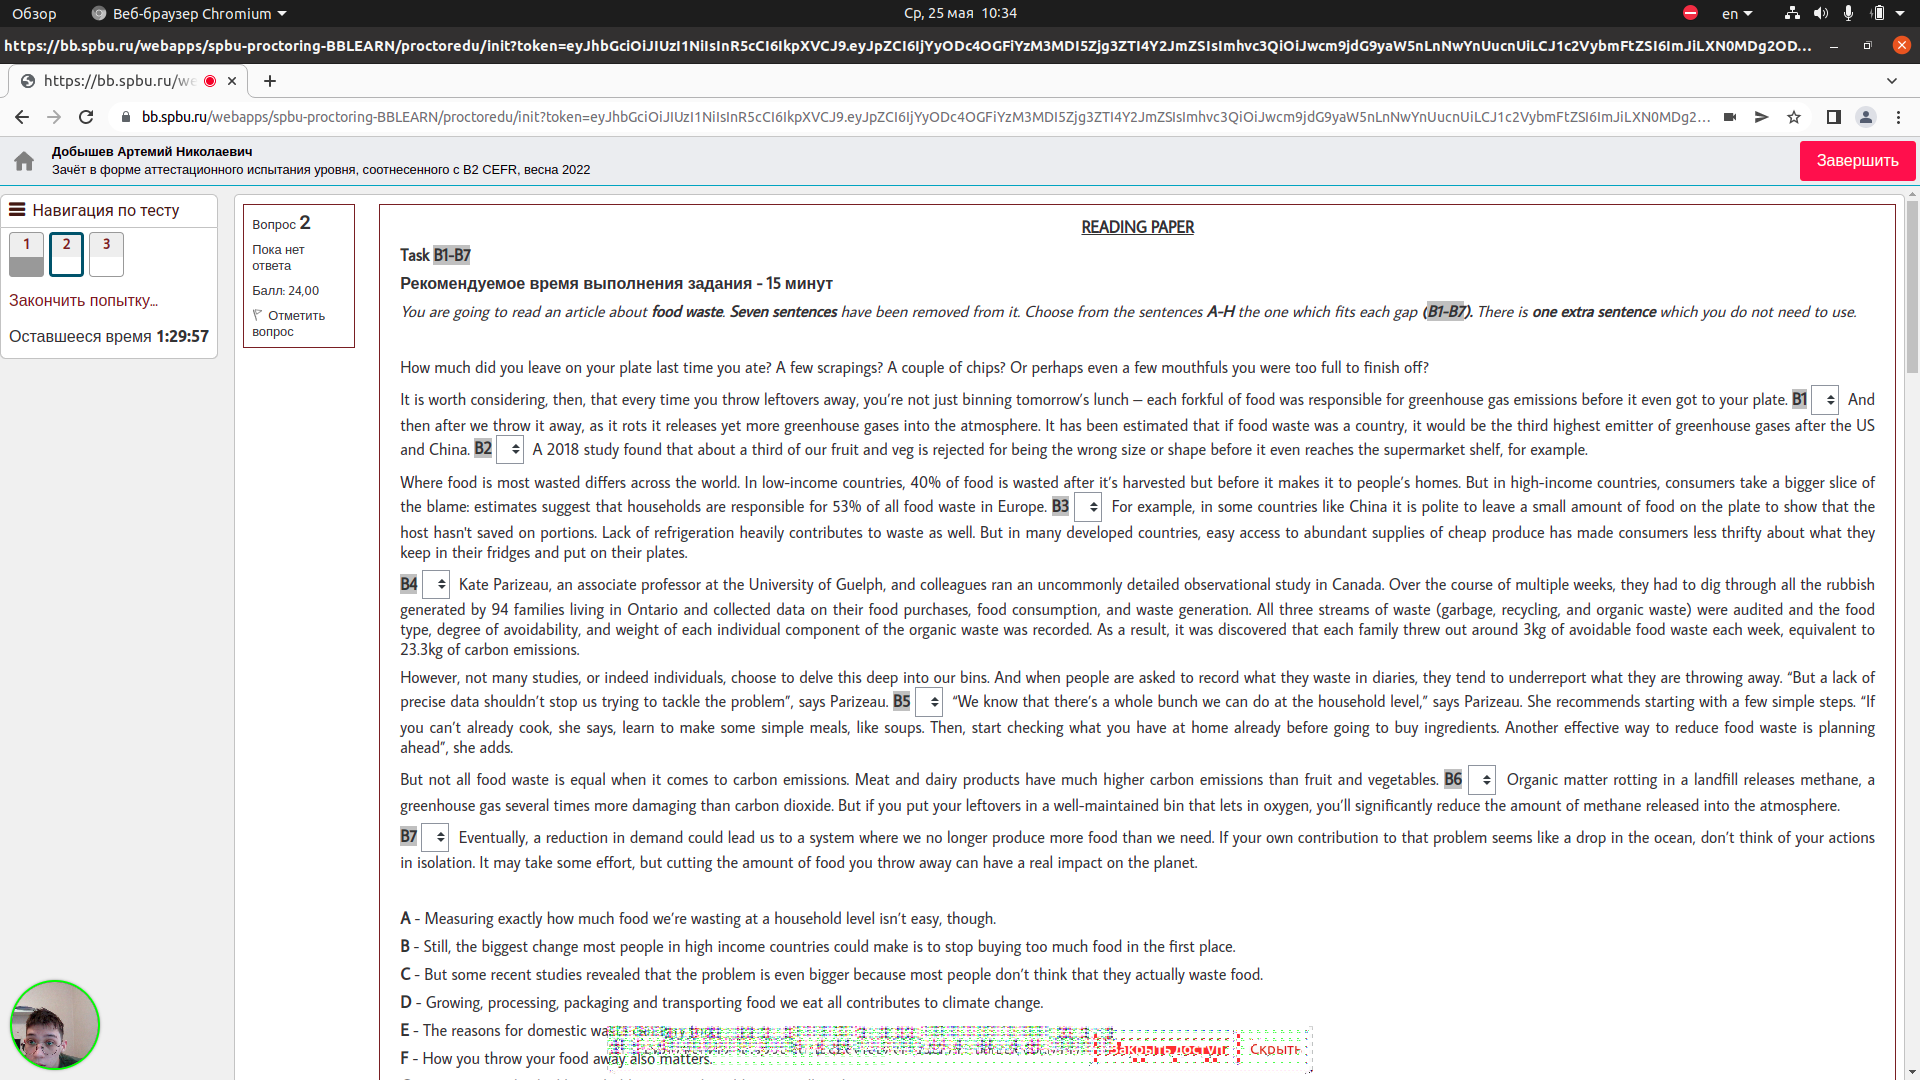 Обзор
Веб-браузер Chromium
Ср, 25 мая 10:34
en
https://bb.spbu.ru/webapps/spbu-proctoring-BBLEARN/proctoredu/init?token=eyJhbGciOiJIUzI1NiIsInR5cCI6IkpXVCJ9.eyJpZCI6IjYyODc4OGFiYzM3MDI5Zjg3ZTI4Y2JmZSIsImhvc3QiOiJwcm9jdG9yaW5nLnNwYnUucnUiLCJ1c2VybmFtZSI6ImJiLXN0MDg2OD...
https://bb.spbu.ru/we
bb.spbu.ru/webapps/spbu-proctoring-BBLEARN/proctoredu/init?token=eyJhbGciOiJIUzI1NiIsInR5cCI6IkpXVCJ9.eyJpZCI6IjYyODc4OGFiYzM3MDI5Zjg3ZTI4Y2JmZSIsImhvc3QiOiJwcm9jdG9yaW5nLnNwYnUucnUiLCJ1c2VybmFtZSI6ImJiLXN0MDg2...
Добышев Артемий Николаевич
Зачёт в форме аттестационного испытания уровня, соотнесенного с B2 CEFR, весна 2022
Завершить
Навигация по тесту
1 2 3
Закончить попытку...
Оставшееся время 1:29:57
Вопрос 2
Пока нет
ответа
Балл: 24,00
Отметить
вопрос
READING PAPER
Task B1-B7
Рекомендуемое время выполнения задания - 15 минут
You are going to read an article about food waste. Seven sentences have been removed from it. Choose from the sentences A-H the one which fits each gap (B1-B7). There is one extra sentence which you do not need to use.
How much did you leave on your plate last time you ate? A few scrapings? A couple of chips? Or perhaps even a few mouthfuls you were too full to finish off?
It is worth considering, then, that every time you throw leftovers away, you're not just binning tomorrow's lunch – each forkful of food was responsible for greenhouse gas emissions before it even got to your plate. B1 And
then after we throw it away, as it rots it releases yet more greenhouse gases into the atmosphere. It has been estimated that if food waste was a country, it would be the third highest emitter of greenhouse gases after the US
and China. B2 A 2018 study found that about a third of our fruit and veg is rejected for being the wrong size or shape before it even reaches the supermarket shelf, for example.
Where food is most wasted differs across the world. In low-income countries, 40% of food is wasted after it's harvested but before it makes it to people's homes. But in high-income countries, consumers take a bigger slice of
the blame: estimates suggest that households are responsible for 53% of all food waste in Europe. B3 For example, in some countries like China it is polite to leave a small amount of food on the plate to show that the
host hasn't saved on portions. Lack of refrigeration heavily contributes to waste as well. But in many developed countries, easy access to abundant supplies of cheap produce has made consumers less thrifty about what they
keep in their fridges and put on their plates.
B4 Kate Parizeau, an associate professor at the University of Guelph, and colleagues ran an uncommonly detailed observational study in Canada. Over the course of multiple weeks, they had to dig through all the rubbish
generated by 94 families living in Ontario and collected data on their food purchases, food consumption, and waste generation. All three streams of waste (garbage, recycling, and organic waste) were audited and the food
type, degree of avoidability, and weight of each individual component of the organic waste was recorded. As a result, it was discovered that each family threw out around 3kg of avoidable food waste each week, equivalent to
23.3kg of carbon emissions.
However, not many studies, or indeed individuals, choose to delve this deep into our bins. And when people are asked to record what they waste in diaries, they tend to underreport what they are throwing away. “But a lack of
precise data shouldn't stop us trying to tackle the problem”, says Parizeau. B5 “We know that there's a whole bunch we can do at the household level,” says Parizeau. She recommends starting with a few simple steps. “If
you can't already cook, she says, learn to make some simple meals, like soups. Then, start checking what you have at home already before going to buy ingredients. Another effective way to reduce food waste is planning
ahead”, she adds.
But not all food waste is equal when it comes to carbon emissions. Meat and dairy products have much higher carbon emissions than fruit and vegetables. B6 Organic matter rotting in a landfill releases methane, a
greenhouse gas several times more damaging than carbon dioxide. But if you put your leftovers in a well-maintained bin that lets in oxygen, you'll significantly reduce the amount of methane released into the atmosphere.
B7 Eventually, a reduction in demand could lead us to a system where we no longer produce more food than we need. If your own contribution to that problem seems like a drop in the ocean, don't think of your actions
in isolation. It may take some effort, but cutting the amount of food you throw away can have a real impact on the planet.
A - Measuring exactly how much food we're wasting at a household level isn't easy, though.
B - Still, the biggest change most people in high income countries could make is to stop buying too much food in the first place.
C - But some recent studies revealed that the problem is even bigger because most people don't think that they actually waste food.
D - Growing, processing, packaging and transporting food we eat all contributes to climate change.
E - The reasons for domestic
F - How you throw your food away also matters.
Закрыть доступ
Скрыть